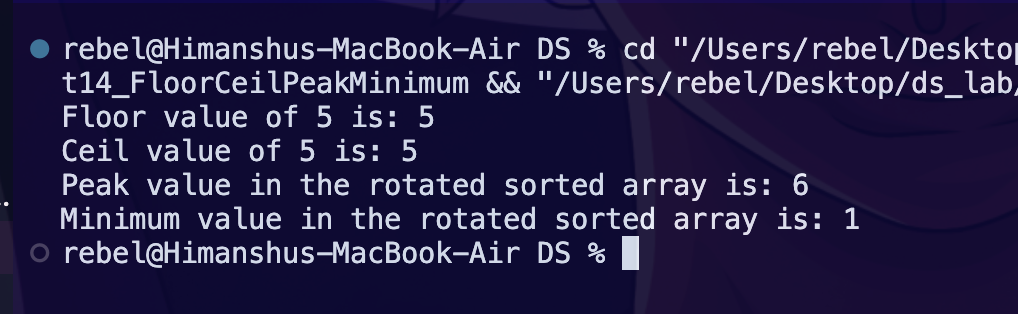 rebel@Himanshus-MacBook-Air DS % cd "/Users/rebel/Desktop
t14_FloorCeilPeakMinimum && "/Users/rebel/Desktop/ds_lab/
Floor value of 5 is: 5
Ceil value of 5 is: 5
Peak value in the rotated sorted array is: 6
Minimum value in the rotated sorted array is: 1
rebel@Himanshus-MacBook-Air DS %